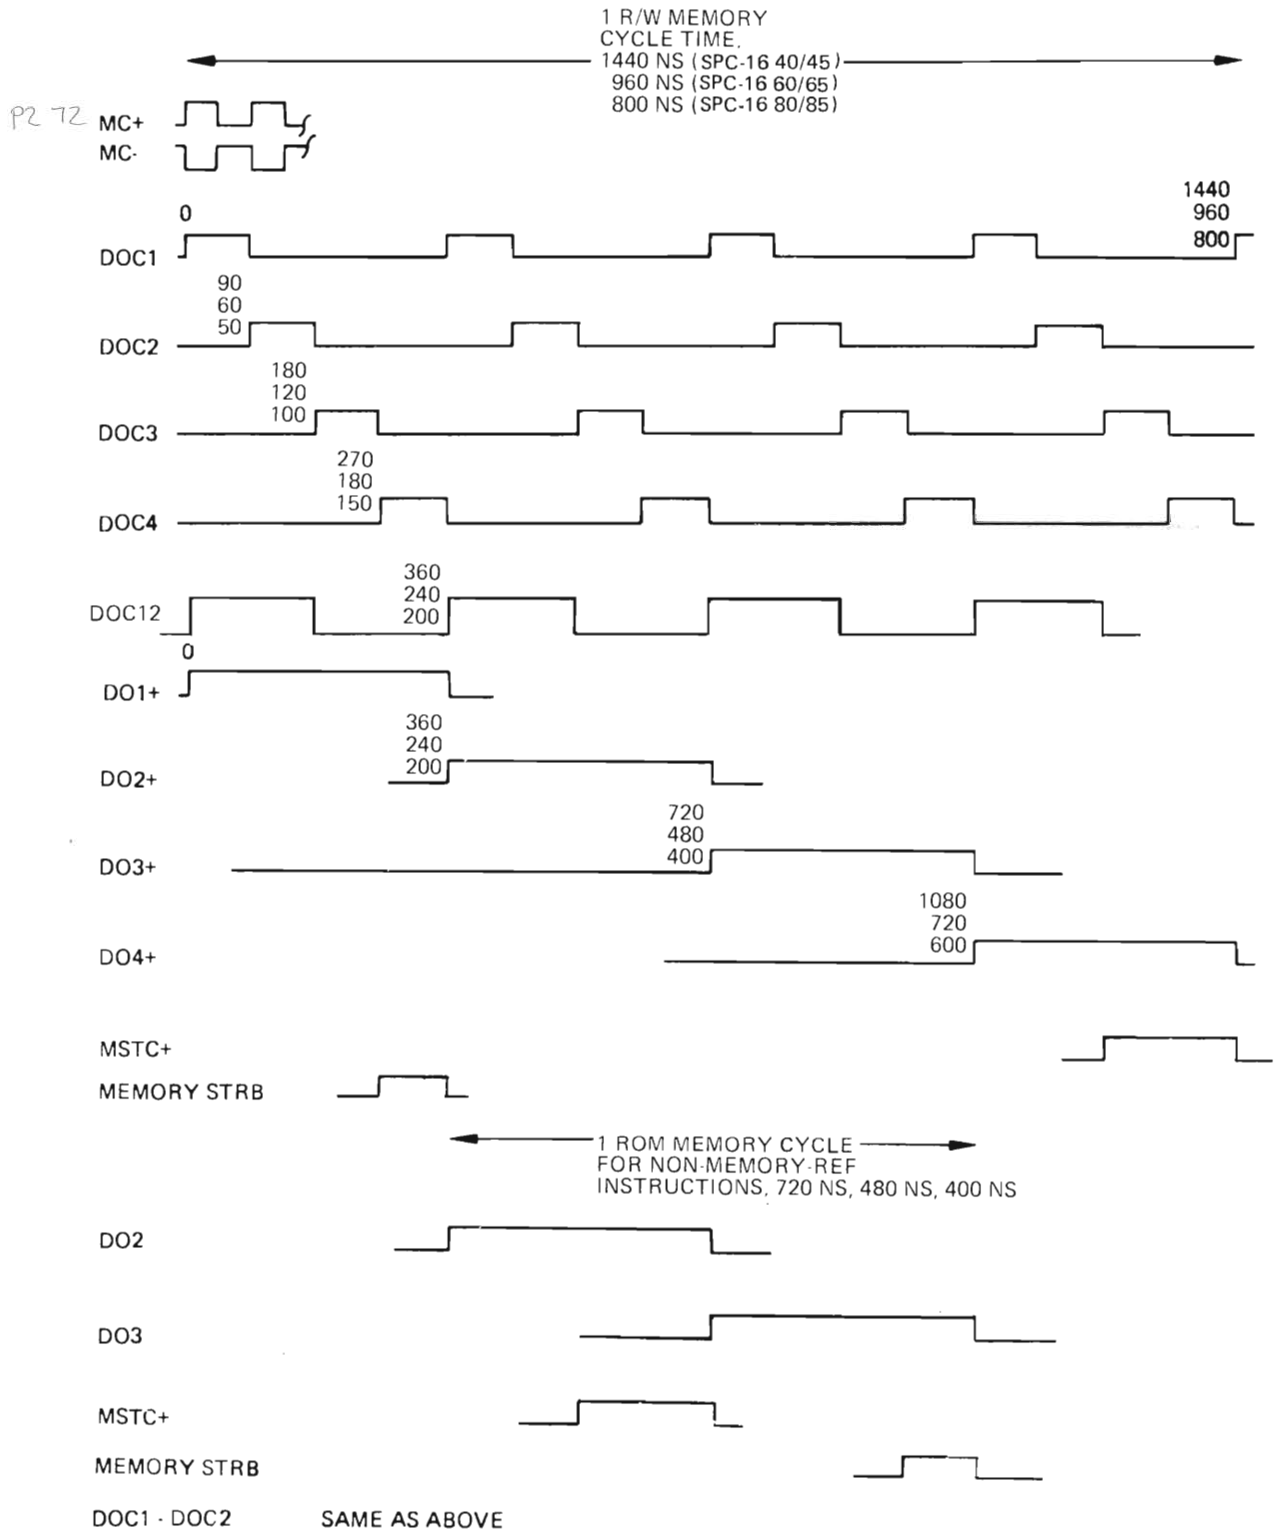 1 R/W MEMORY
CYCLE TIME.
1440 NS (SPC-16 40/45)
960 NS (SPC-16 60/65)
800 NS (SPC-16 80/85)
P2 72
MC+
MC-
1440
960
800
0
DOC1
90
60
50
DOC2
180
120
100
DOC3
270
180
150
DOC4
360
240
200
DOC12
0
DO1+
360
240
200
DO2+
720
480
400
DO3+
1080
720
600
DO4+
MSTC+
MEMORY STRB
1 ROM MEMORY CYCLE
FOR NON-MEMORY-REF
INSTRUCTIONS, 720 NS, 480 NS, 400 NS
DO2
DO3
MSTC+
MEMORY STRB
DOC1 - DOC2 SAME AS ABOVE